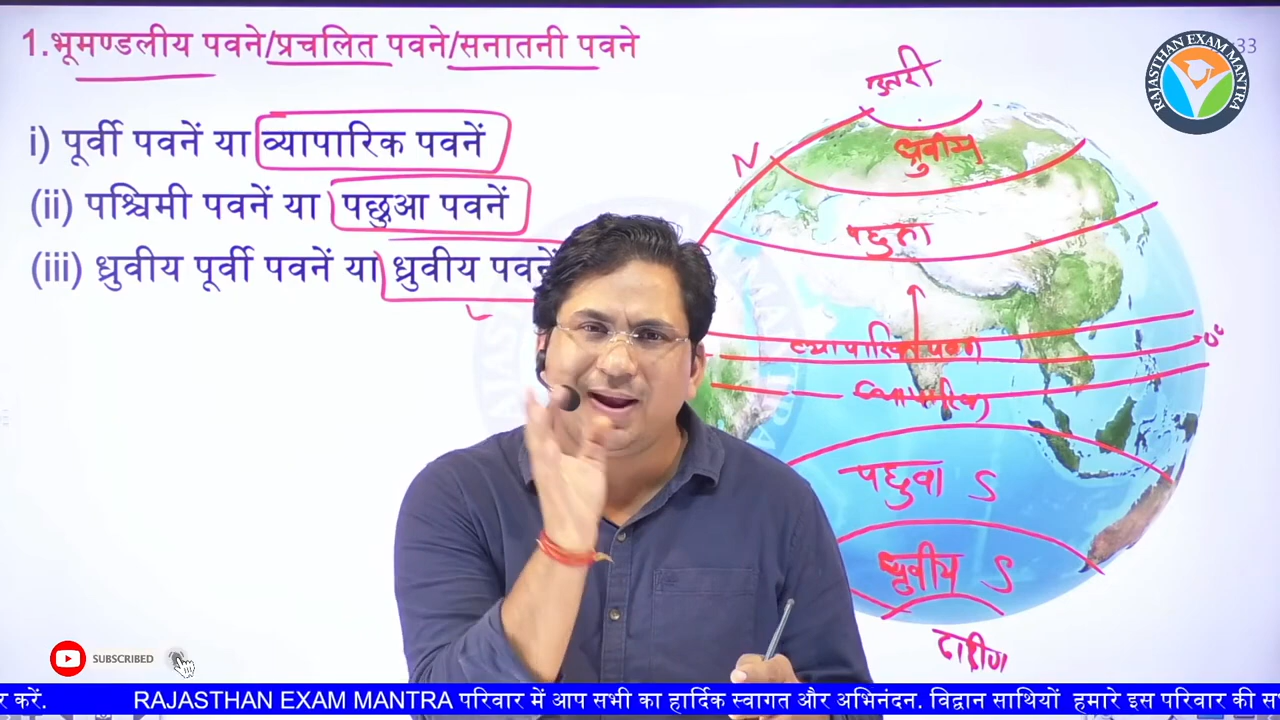 1.भूमण्डलीय पवने/प्रचलित पवने/सनातनी पवने
33
RAJASTHAN EXAM MANTRA
i) पूर्वी पवनें या व्यापारिक पवनें
(ii) पश्चिमी पवनें या पछुआ पवनें
(iii) ध्रुवीय पूर्वी पवनें या ध्रुवीय पवनें
उत्तरी
N
ध्रुवीय
व्यापारिक पवन
0°
व्यापारिक
पछुवा S
ध्रुवीय S
SUBSCRIBED
र करें. RAJASTHAN EXAM MANTRA परिवार में आप सभी का हार्दिक स्वागत और अभिनंदन. विद्वान साथियों हमारे इस परिवार की